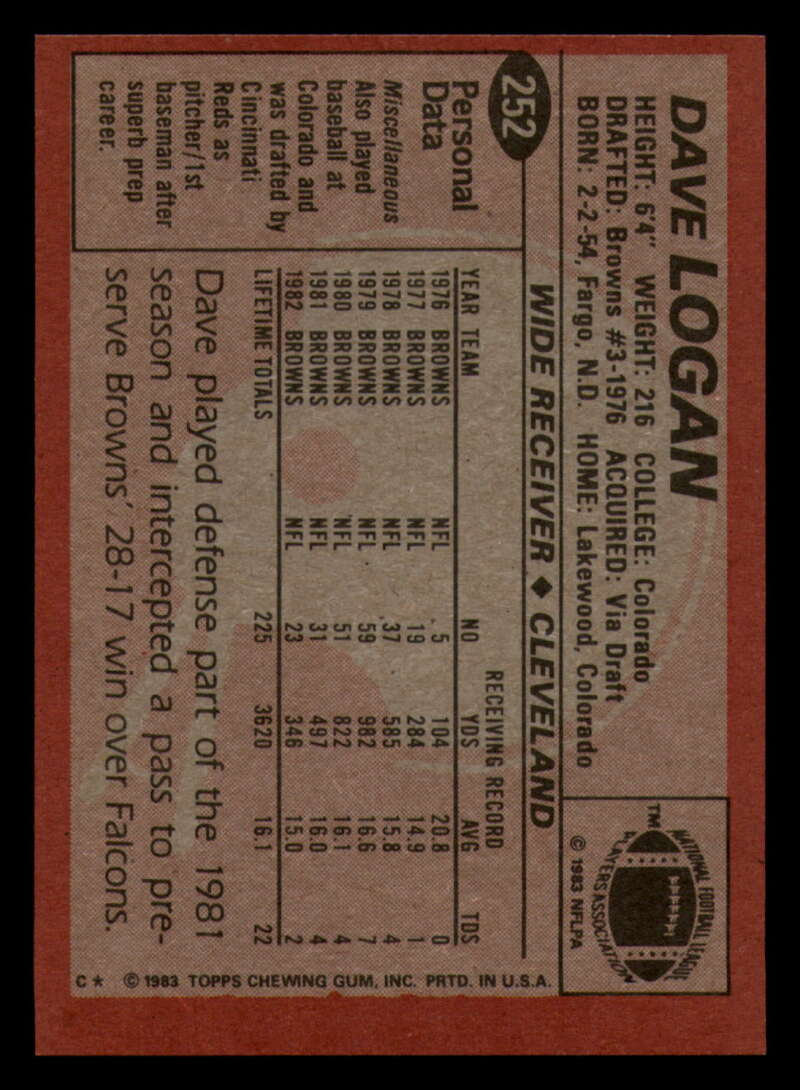 DAVE LOGAN
HEIGHT: 6'4" WEIGHT: 216 COLLEGE: Colorado
DRAFTED: Browns #3-1976 ACQUIRED: Via Draft
BORN: 2-2-54, Fargo, N.D. HOME: Lakewood, Colorado
NATIONAL FOOTBALL LEAGUE
PLAYERS ASSOCIATION
TM
© 1983 NFLPA
252
WIDE RECEIVER ♦ CLEVELAND
Personal
Data
Miscellaneous
Also played
baseball at
Colorado and
was drafted by
Cincinnati
Reds as
pitcher/1st
baseman after
superb prep
career.
RECEIVING RECORD
YEAR TEAM NO YDS AVG TDS
1976 BROWNS NFL 5 104 20.8 0
1977 BROWNS NFL 19 284 14.9 1
1978 BROWNS NFL 37 585 15.8 4
1979 BROWNS NFL 59 982 16.6 7
1980 BROWNS NFL 51 822 16.1 4
1981 BROWNS NFL 31 497 16.0 4
1982 BROWNS NFL 23 346 15.0 2
LIFETIME TOTALS 225 3620 16.1 22
Dave played defense part of the 1981
season and intercepted a pass to pre-
serve Browns' 28-17 win over Falcons.
C* © 1983 TOPPS CHEWING GUM, INC. PRTD. IN U.S.A.